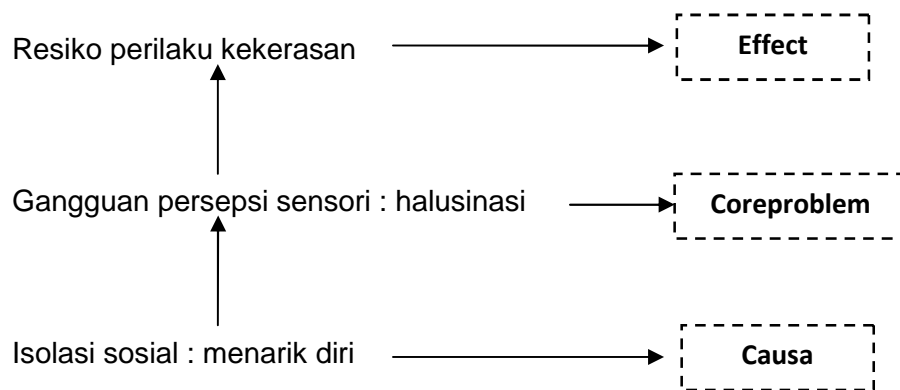 Resiko perilaku kekerasan
Effect
Gangguan persepsi sensori : halusinasi
Coreproblem
Isolasi sosial : menarik diri
Causa